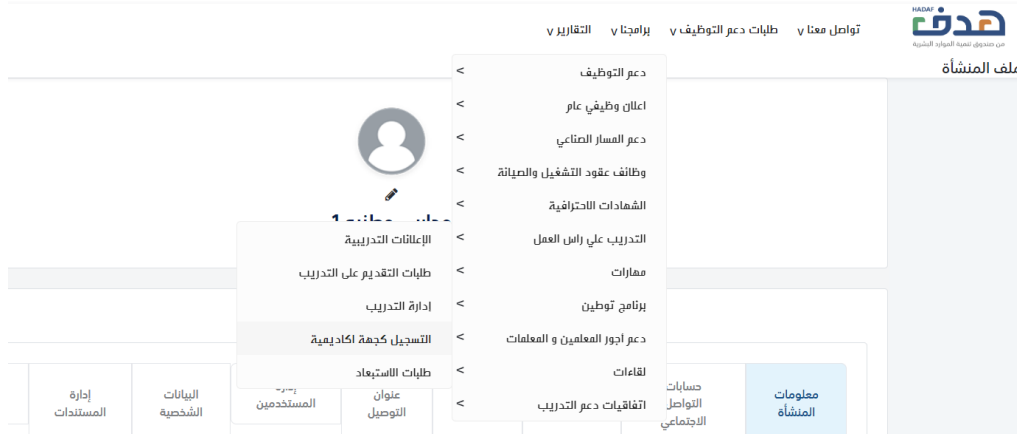 HADAF
هدف
من صندوق تنمية الموارد البشرية
تواصل معنا v
طلبات دعم التوظيف v
برامجنا v
التقارير v
ملف المنشأة
دعم التوظيف
اعلان وظيفي عام
دعم المسار الصناعي
وظائف عقود التشغيل والصيانة
الشهادات الاحترافية
التدريب علي راس العمل
مهارات
برنامج توطين
دعم أجور المعلمين و المعلمات
لقاءات
اتفاقيات دعم التدريب
الإعلانات التدريبية
طلبات التقديم على التدريب
إدارة التدريب
التسجيل كجهة اكاديمية
طلبات الاستبعاد
معلومات
المنشأة
حسابات
التواصل
الاجتماعي
عنوان
التوصيل
إدارة
المستخدمين
البيانات
الشخصية
إدارة
المستندات